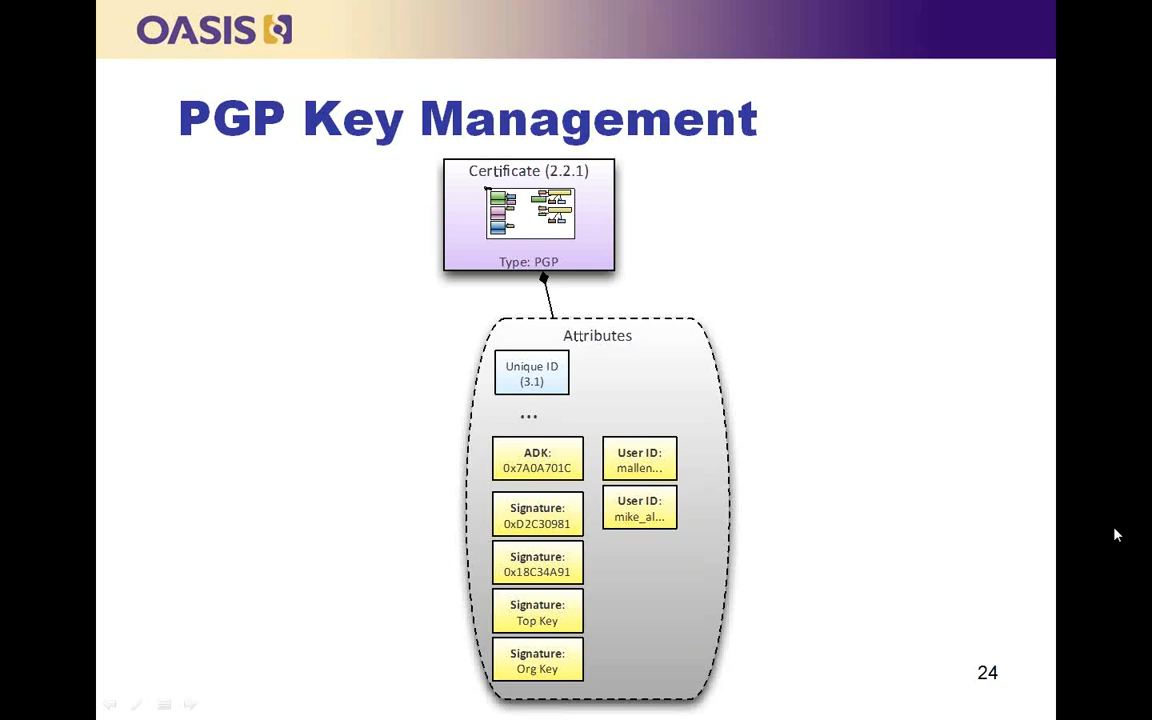 OASIS
PGP Key Management
Certificate (2.2.1)
Type: PGP
Attributes
Unique ID
(3.1)
...
ADK:
0x7A0A701C
User ID:
mallen...
Signature:
0xD2C30981
User ID:
mike_al...
Signature:
0x18C34A91
Signature:
Top Key
Signature:
Org Key
24